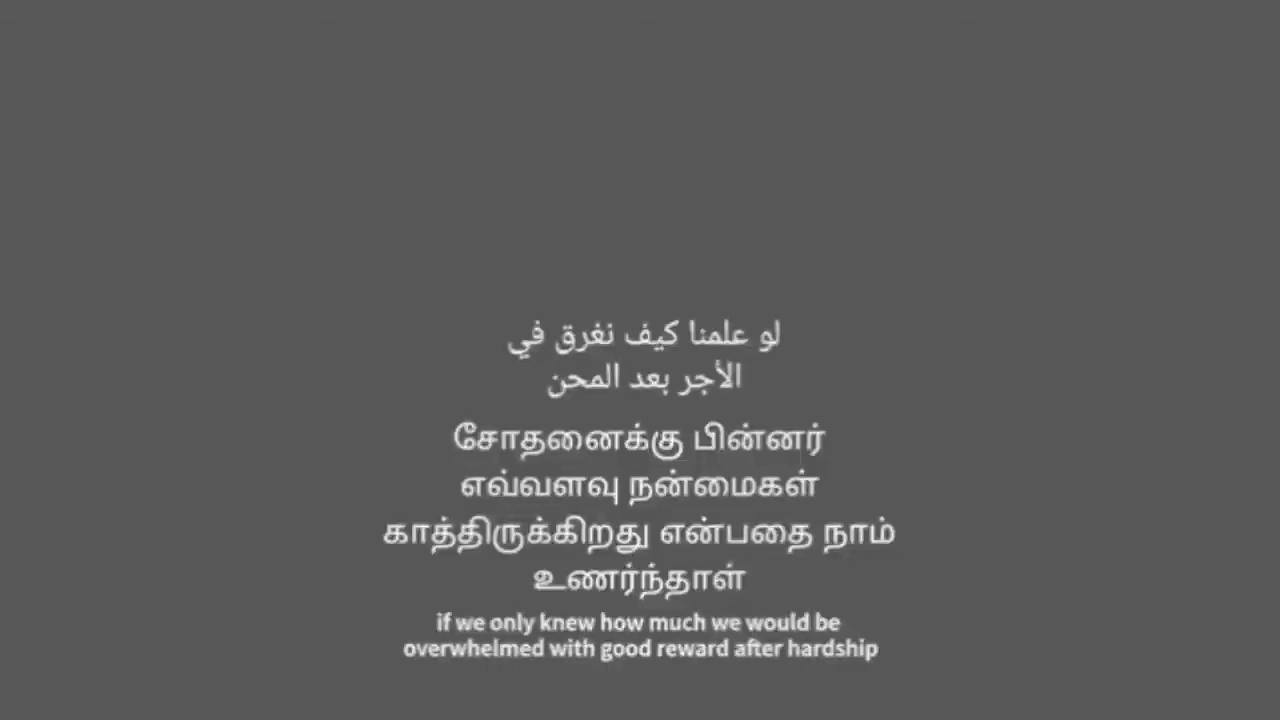 لو علمنا كيف نغرق في
الأجر بعد المحن
சோதனைக்கு பின்னர்
எவ்வளவு நன்மைகள்
காத்திருக்கிறது என்பதை நாம்
உணர்ந்தாள்
if we only knew how much we would be
overwhelmed with good reward after hardship